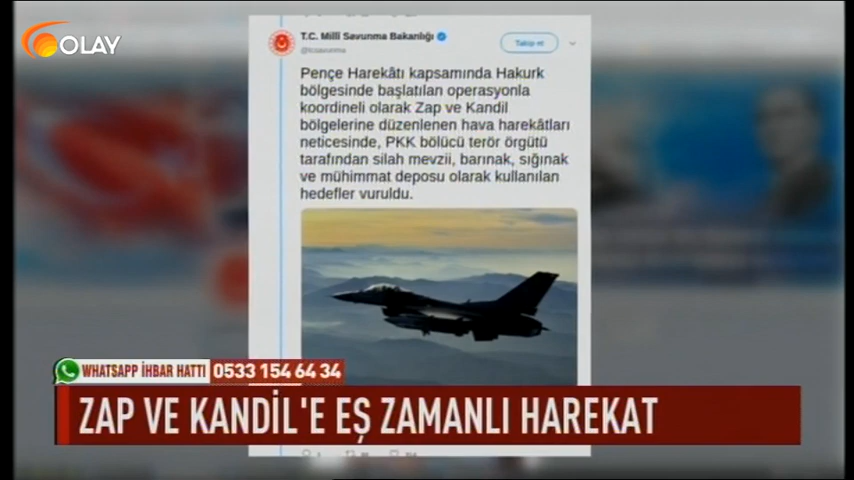 OLAY
T.C. Millî Savunma Bakanlığı
@tcsavunma
Takip et
Pençe Harekâtı kapsamında Hakurk
bölgesinde başlatılan operasyonla
koordineli olarak Zap ve Kandil
bölgelerine düzenlenen hava harekâtları
neticesinde, PKK bölücü terör örgütü
tarafından silah mevzii, barınak, sığınak
ve mühimmat deposu olarak kullanılan
hedefler vuruldu.
WHATSAPP İHBAR HATTI 0533 154 64 34
ZAP VE KANDİL'E EŞ ZAMANLI HAREKAT